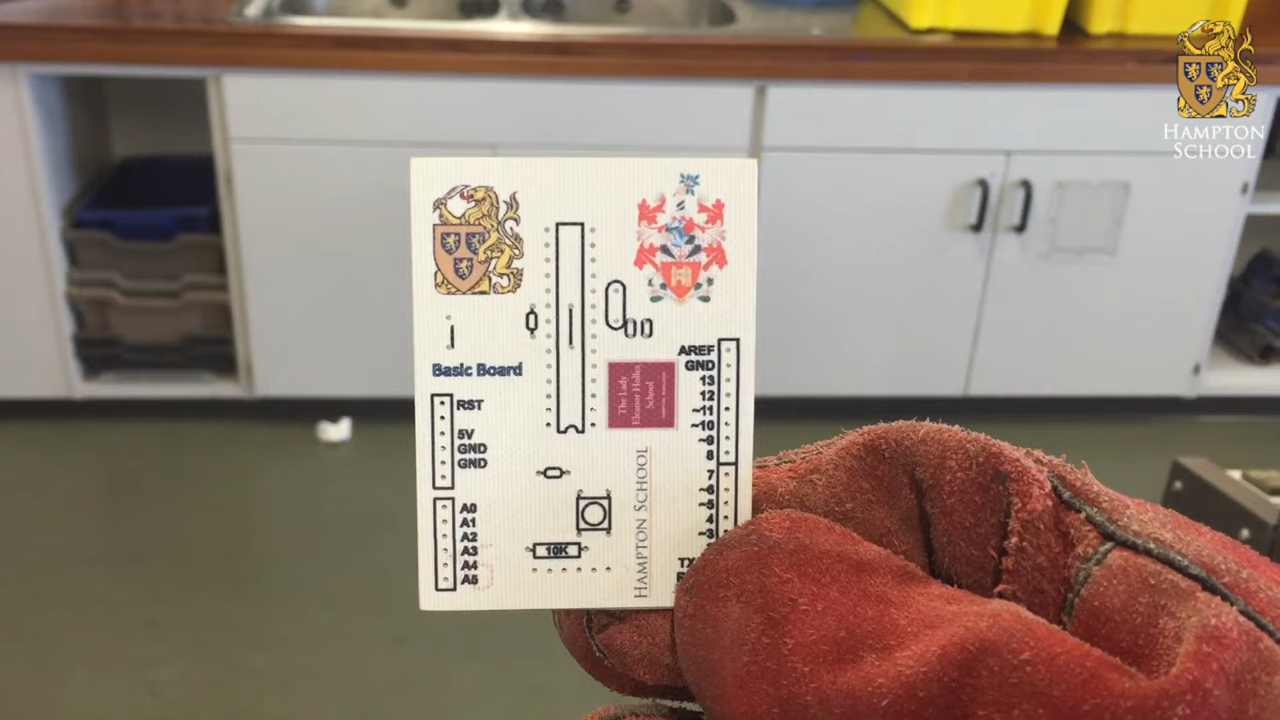 HAMPTON
SCHOOL
Basic Board
RST
5V
GND
GND
A0
A1
A2
A3
A4
A5
10K
The Lady
Eleanor Holles
School
HAMPTON SCHOOL
AREF
GND
13
12
~11
~10
~9
8
7
~6
~5
4
~3